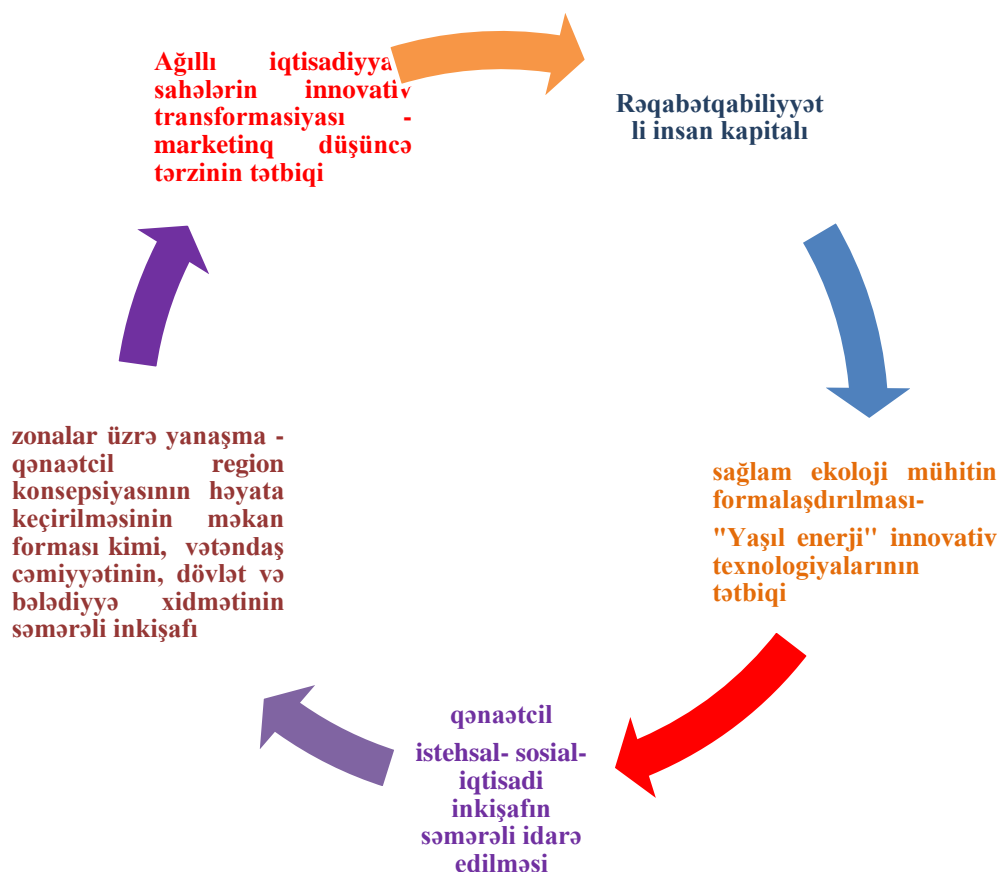 Ağıllı iqtisadiyya
sahələrin innovativ
transformasiyası -
marketinq düşüncə
tərzinin tətbiqi
Rəqabətqabiliyyət
li insan kapitalı
sağlam ekoloji mühitin
formalaşdırılması-
"Yaşıl enerji" innovativ
texnologiyalarının
tətbiqi
qənaətcil
istehsal- sosial-
iqtisadi
inkişafın
səmərəli idarə
edilməsi
zonalar üzrə yanaşma -
qənaətcil region
konsepsiyasının həyata
keçirilməsinin məkan
forması kimi, vətəndaş
cəmiyyətinin, dövlət və
bələdiyyə xidmətinin
səmərəli inkişafı